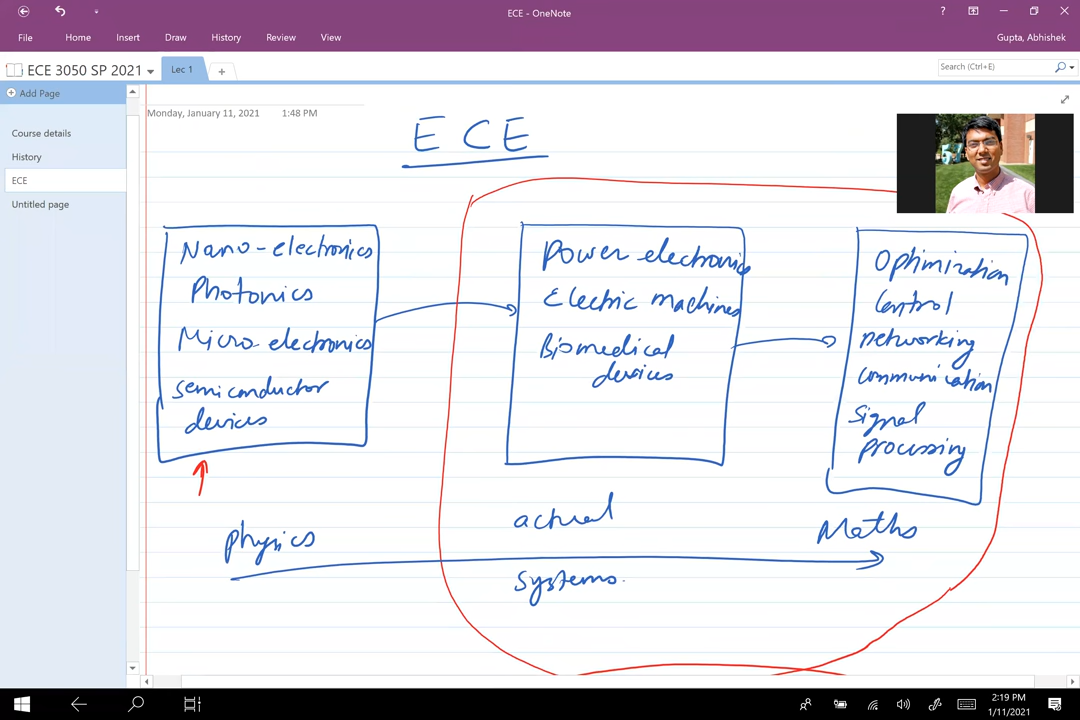 ECE - OneNote
?
File Home Insert Draw History Review View
Gupta, Abhishek
ECE 3050 SP 2021
Lec 1
+
Search (Ctrl+E)
Add Page
Course details
History
ECE
Untitled page
Monday, January 11, 2021 1:48 PM
ECE
Nano-electronics
Photonics
Micro-electronics
semiconductor
devices
Power electronics
Electric machines
Biomedical
devices
Optimization
Control
networking
communication
Signal
processing
physics
actual
systems.
Maths
2:19 PM
1/11/2021